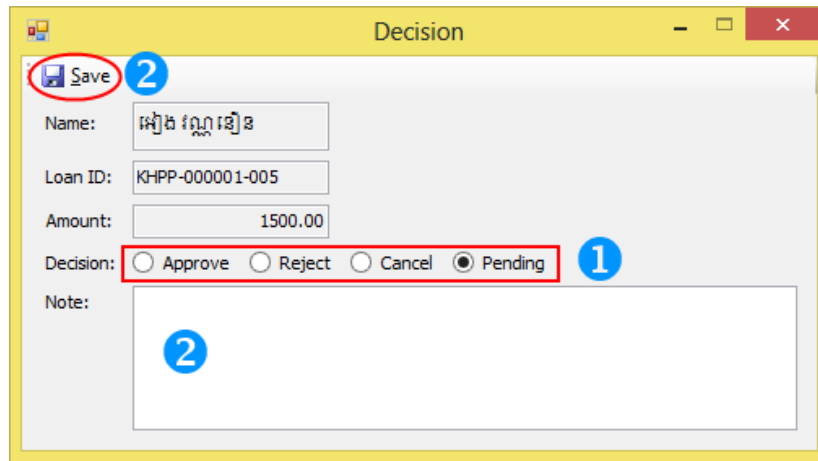 Decision
Save 2
Name: អៀង វណ្ណនឿន
Loan ID: KHPP-000001-005
Amount: 1500.00
Decision: Approve Reject Cancel Pending 1
Note:
2